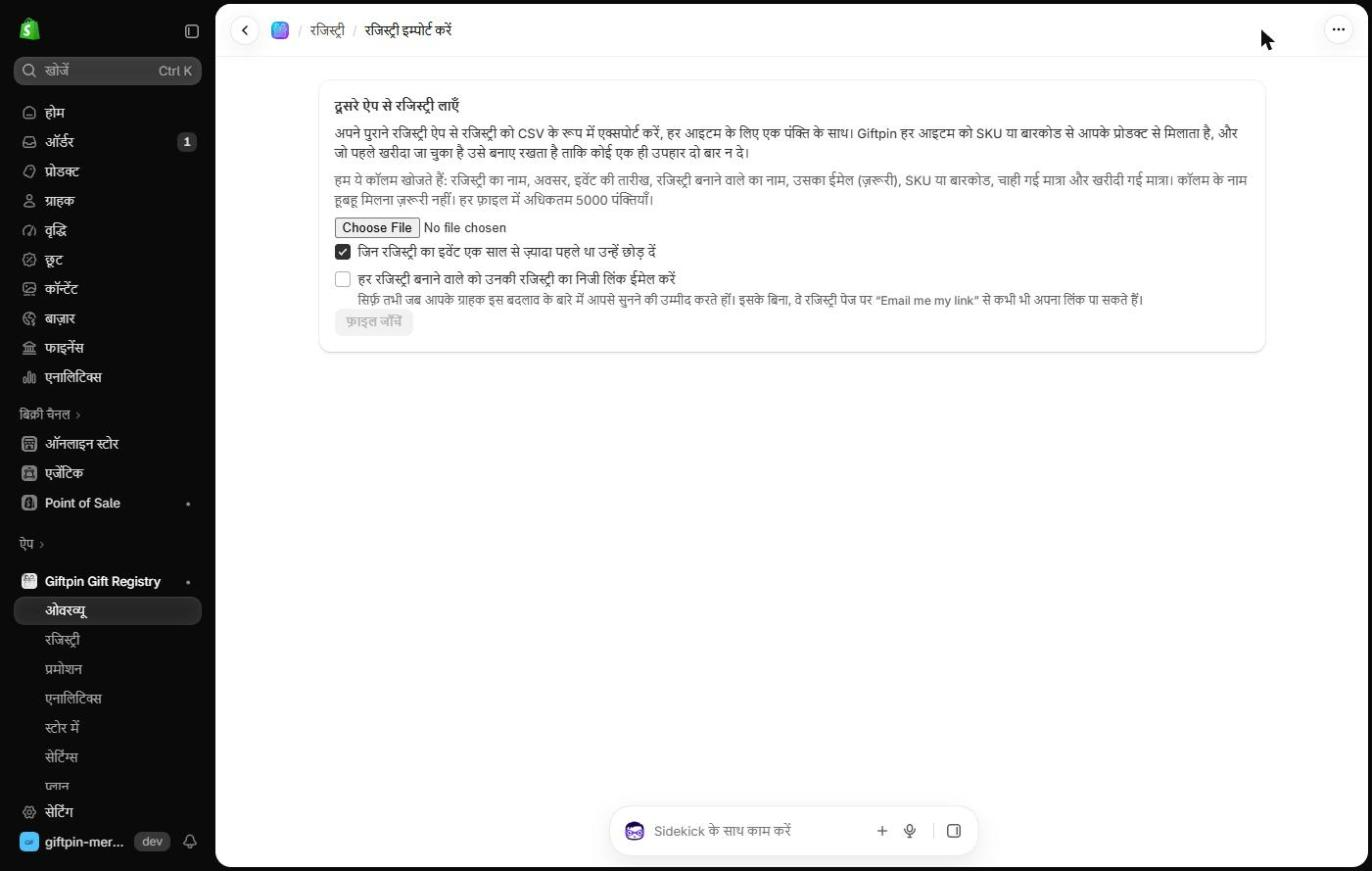 खोजें
Ctrl K
होम
ऑर्डर
1
प्रोडक्ट
ग्राहक
वृद्धि
छूट
कॉन्टेंट
बाज़ार
फाइनेंस
एनालिटिक्स
बिक्री चैनल
ऑनलाइन स्टोर
एजेंटिक
Point of Sale
ऐप
Giftpin Gift Registry
ओवरव्यू
रजिस्ट्री
प्रमोशन
एनालिटिक्स
स्टोर में
सेटिंग्स
प्लान
सेटिंग
giftpin-mer...
dev
/ रजिस्ट्री / रजिस्ट्री इम्पोर्ट करें
दूसरे ऐप से रजिस्ट्री लाएँ
अपने पुराने रजिस्ट्री ऐप से रजिस्ट्री को CSV के रूप में एक्सपोर्ट करें, हर आइटम के लिए एक पंक्ति के साथ। Giftpin हर आइटम को SKU या बारकोड से आपके प्रोडक्ट से मिलाता है, और
जो पहले खरीदा जा चुका है उसे बनाए रखता है ताकि कोई एक ही उपहार दो बार न दे।
हम ये कॉलम खोजते हैं: रजिस्ट्री का नाम, अवसर, इवेंट की तारीख, रजिस्ट्री बनाने वाले का नाम, उसका ईमेल (ज़रूरी), SKU या बारकोड, चाही गई मात्रा और खरीदी गई मात्रा। कॉलम के नाम
हूबहू मिलना ज़रूरी नहीं। हर फ़ाइल में अधिकतम 5000 पंक्तियाँ।
Choose File No file chosen
जिन रजिस्ट्री का इवेंट एक साल से ज़्यादा पहले था उन्हें छोड़ दें
हर रजिस्ट्री बनाने वाले को उनकी रजिस्ट्री का निजी लिंक ईमेल करें
सिर्फ़ तभी जब आपके ग्राहक इस बदलाव के बारे में आपसे सुनने की उम्मीद करते हों। इसके बिना, वे रजिस्ट्री पेज पर “Email me my link” से कभी भी अपना लिंक पा सकते हैं।
फ़ाइल जाँचें
Sidekick के साथ काम करें